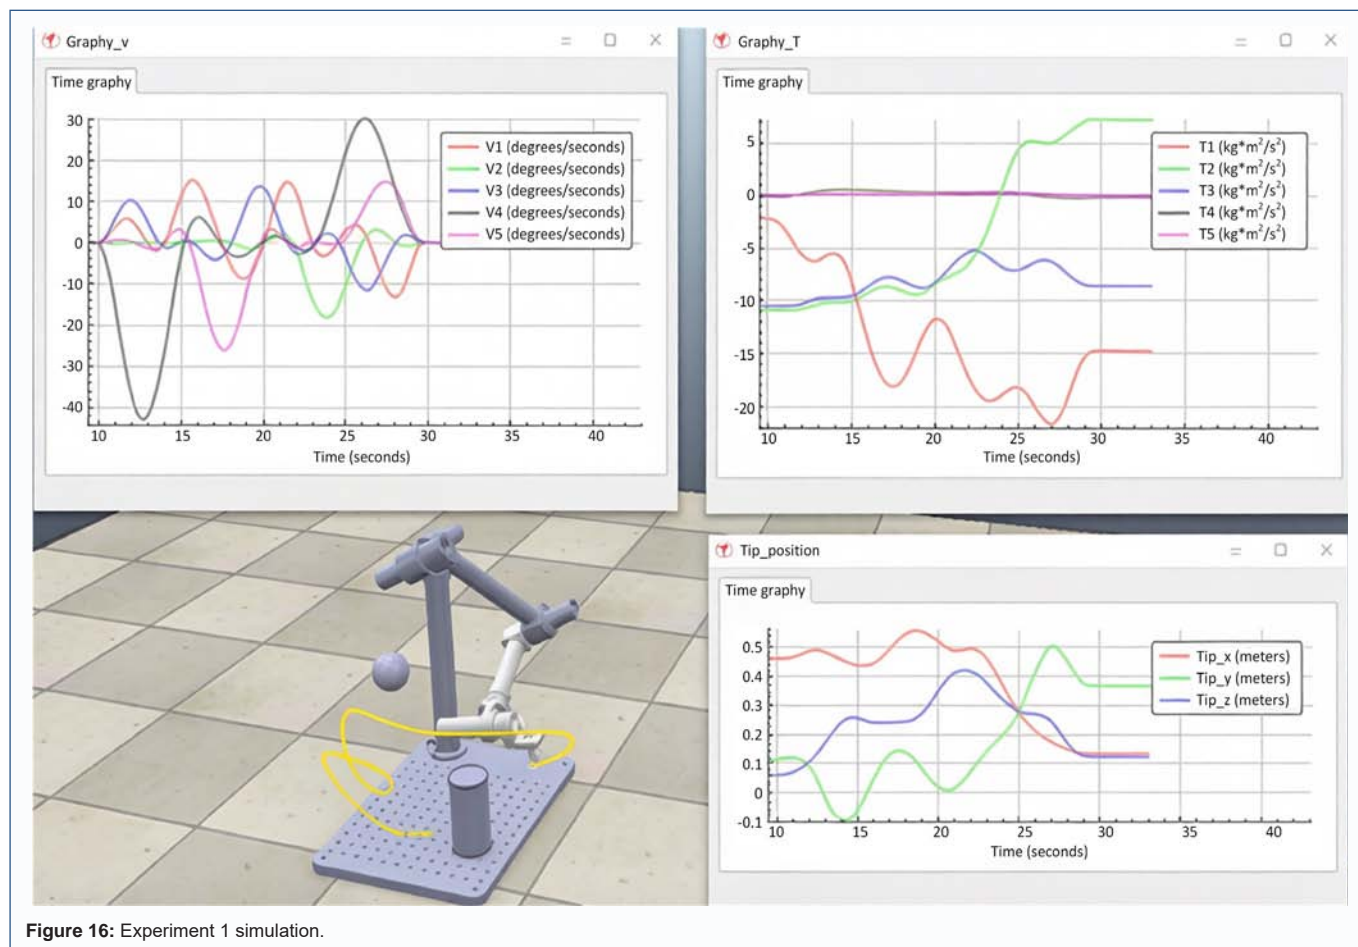 Graphy_v
Time graphy
30
20
10
0
-10
-20
-30
-40
V1 (degrees/seconds)
V2 (degrees/seconds)
V3 (degrees/seconds)
V4 (degrees/seconds)
V5 (degrees/seconds)
10 15 20 25 30 35 40
Time (seconds)
Graphy_T
Time graphy
5
0
-5
-10
-15
-20
T1 (kg*m²/s²)
T2 (kg*m²/s²)
T3 (kg*m²/s²)
T4 (kg*m²/s²)
T5 (kg*m²/s²)
10 15 20 25 30 35 40
Time (seconds)
Tip_position
Time graphy
0.5
0.4
0.3
0.2
0.1
0
-0.1
Tip_x (meters)
Tip_y (meters)
Tip_z (meters)
10 15 20 25 30 35 40
Time (seconds)
Figure 16: Experiment 1 simulation.